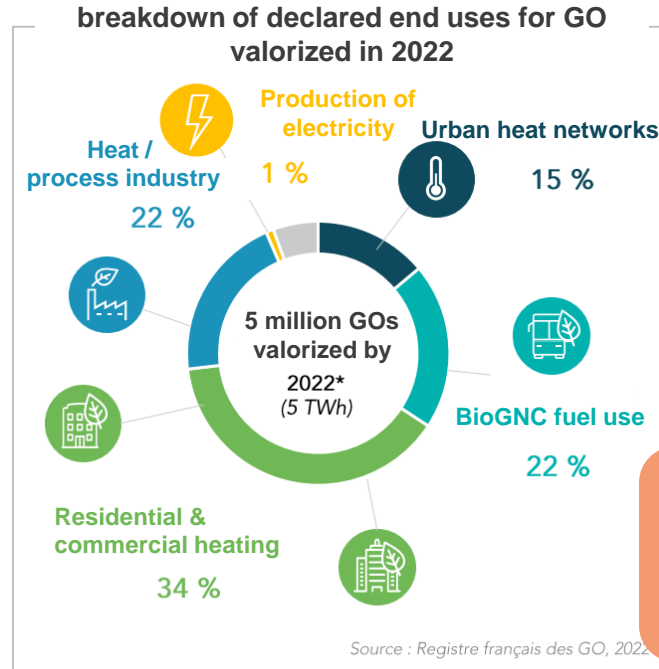 breakdown of declared end uses for GO
valorized in 2022
Production of
electricity
1 %
Urban heat networks
15 %
Heat /
process industry
22 %
5 million GOs
valorized by
2022*
(5 TWh)
BioGNC fuel use
22 %
Residential &
commercial heating
34 %
Source : Registre français des GO, 2022